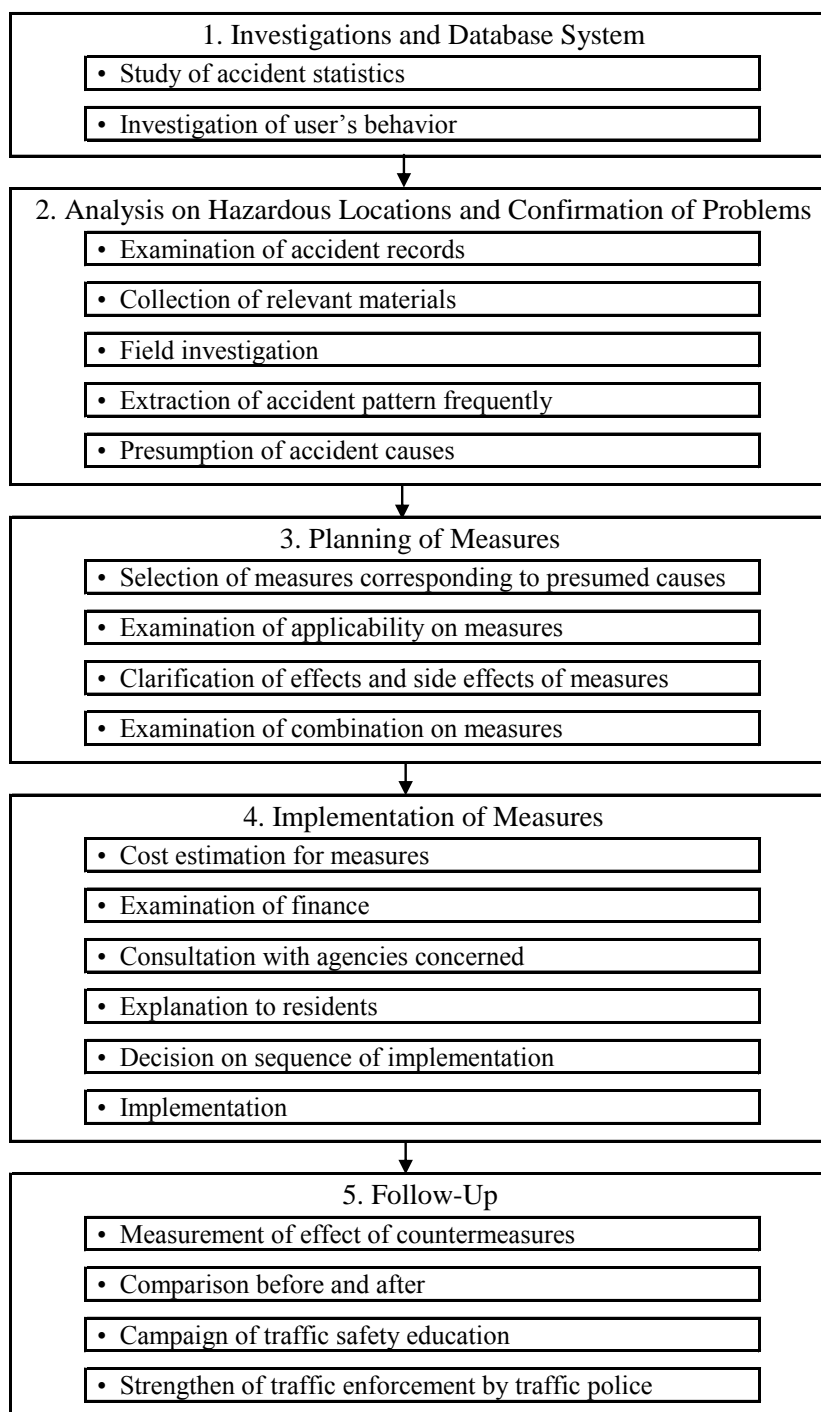 1. Investigations and Database System
• Study of accident statistics
• Investigation of user's behavior
2. Analysis on Hazardous Locations and Confirmation of Problems
• Examination of accident records
• Collection of relevant materials
• Field investigation
• Extraction of accident pattern frequently
• Presumption of accident causes
3. Planning of Measures
• Selection of measures corresponding to presumed causes
• Examination of applicability on measures
• Clarification of effects and side effects of measures
• Examination of combination on measures
4. Implementation of Measures
• Cost estimation for measures
• Examination of finance
• Consultation with agencies concerned
• Explanation to residents
• Decision on sequence of implementation
• Implementation
5. Follow-Up
• Measurement of effect of countermeasures
• Comparison before and after
• Campaign of traffic safety education
• Strengthen of traffic enforcement by traffic police